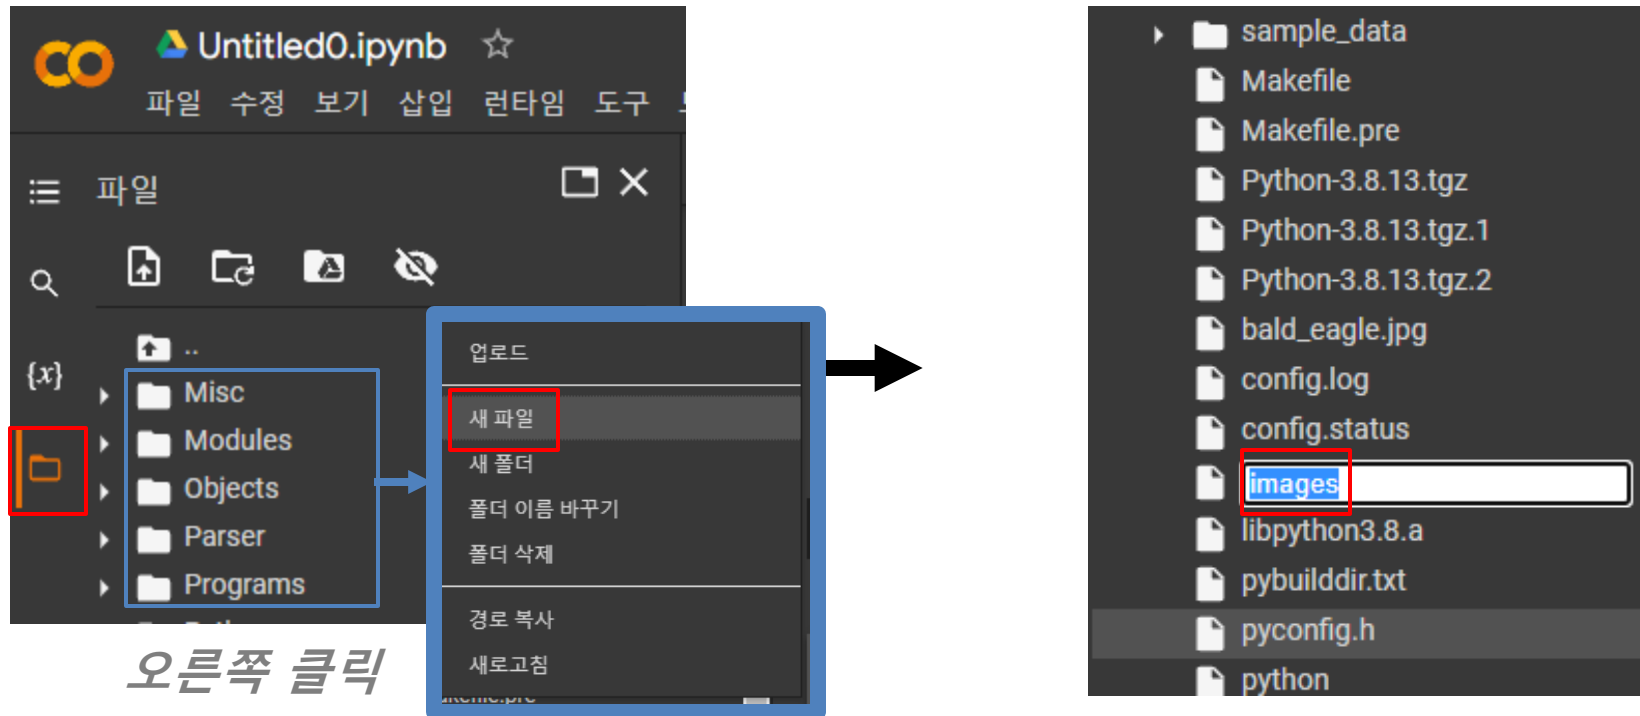 Untitled0.ipynb
파일 수정 보기 삽입 런타임 도구
파일
{x}
..
Misc
Modules
Objects
Parser
Programs
업로드
새 파일
새 폴더
폴더 이름 바꾸기
폴더 삭제
경로 복사
새로고침
오른쪽 클릭
sample_data
Makefile
Makefile.pre
Python-3.8.13.tgz
Python-3.8.13.tgz.1
Python-3.8.13.tgz.2
bald_eagle.jpg
config.log
config.status
images
libpython3.8.a
pybuilddir.txt
pyconfig.h
python